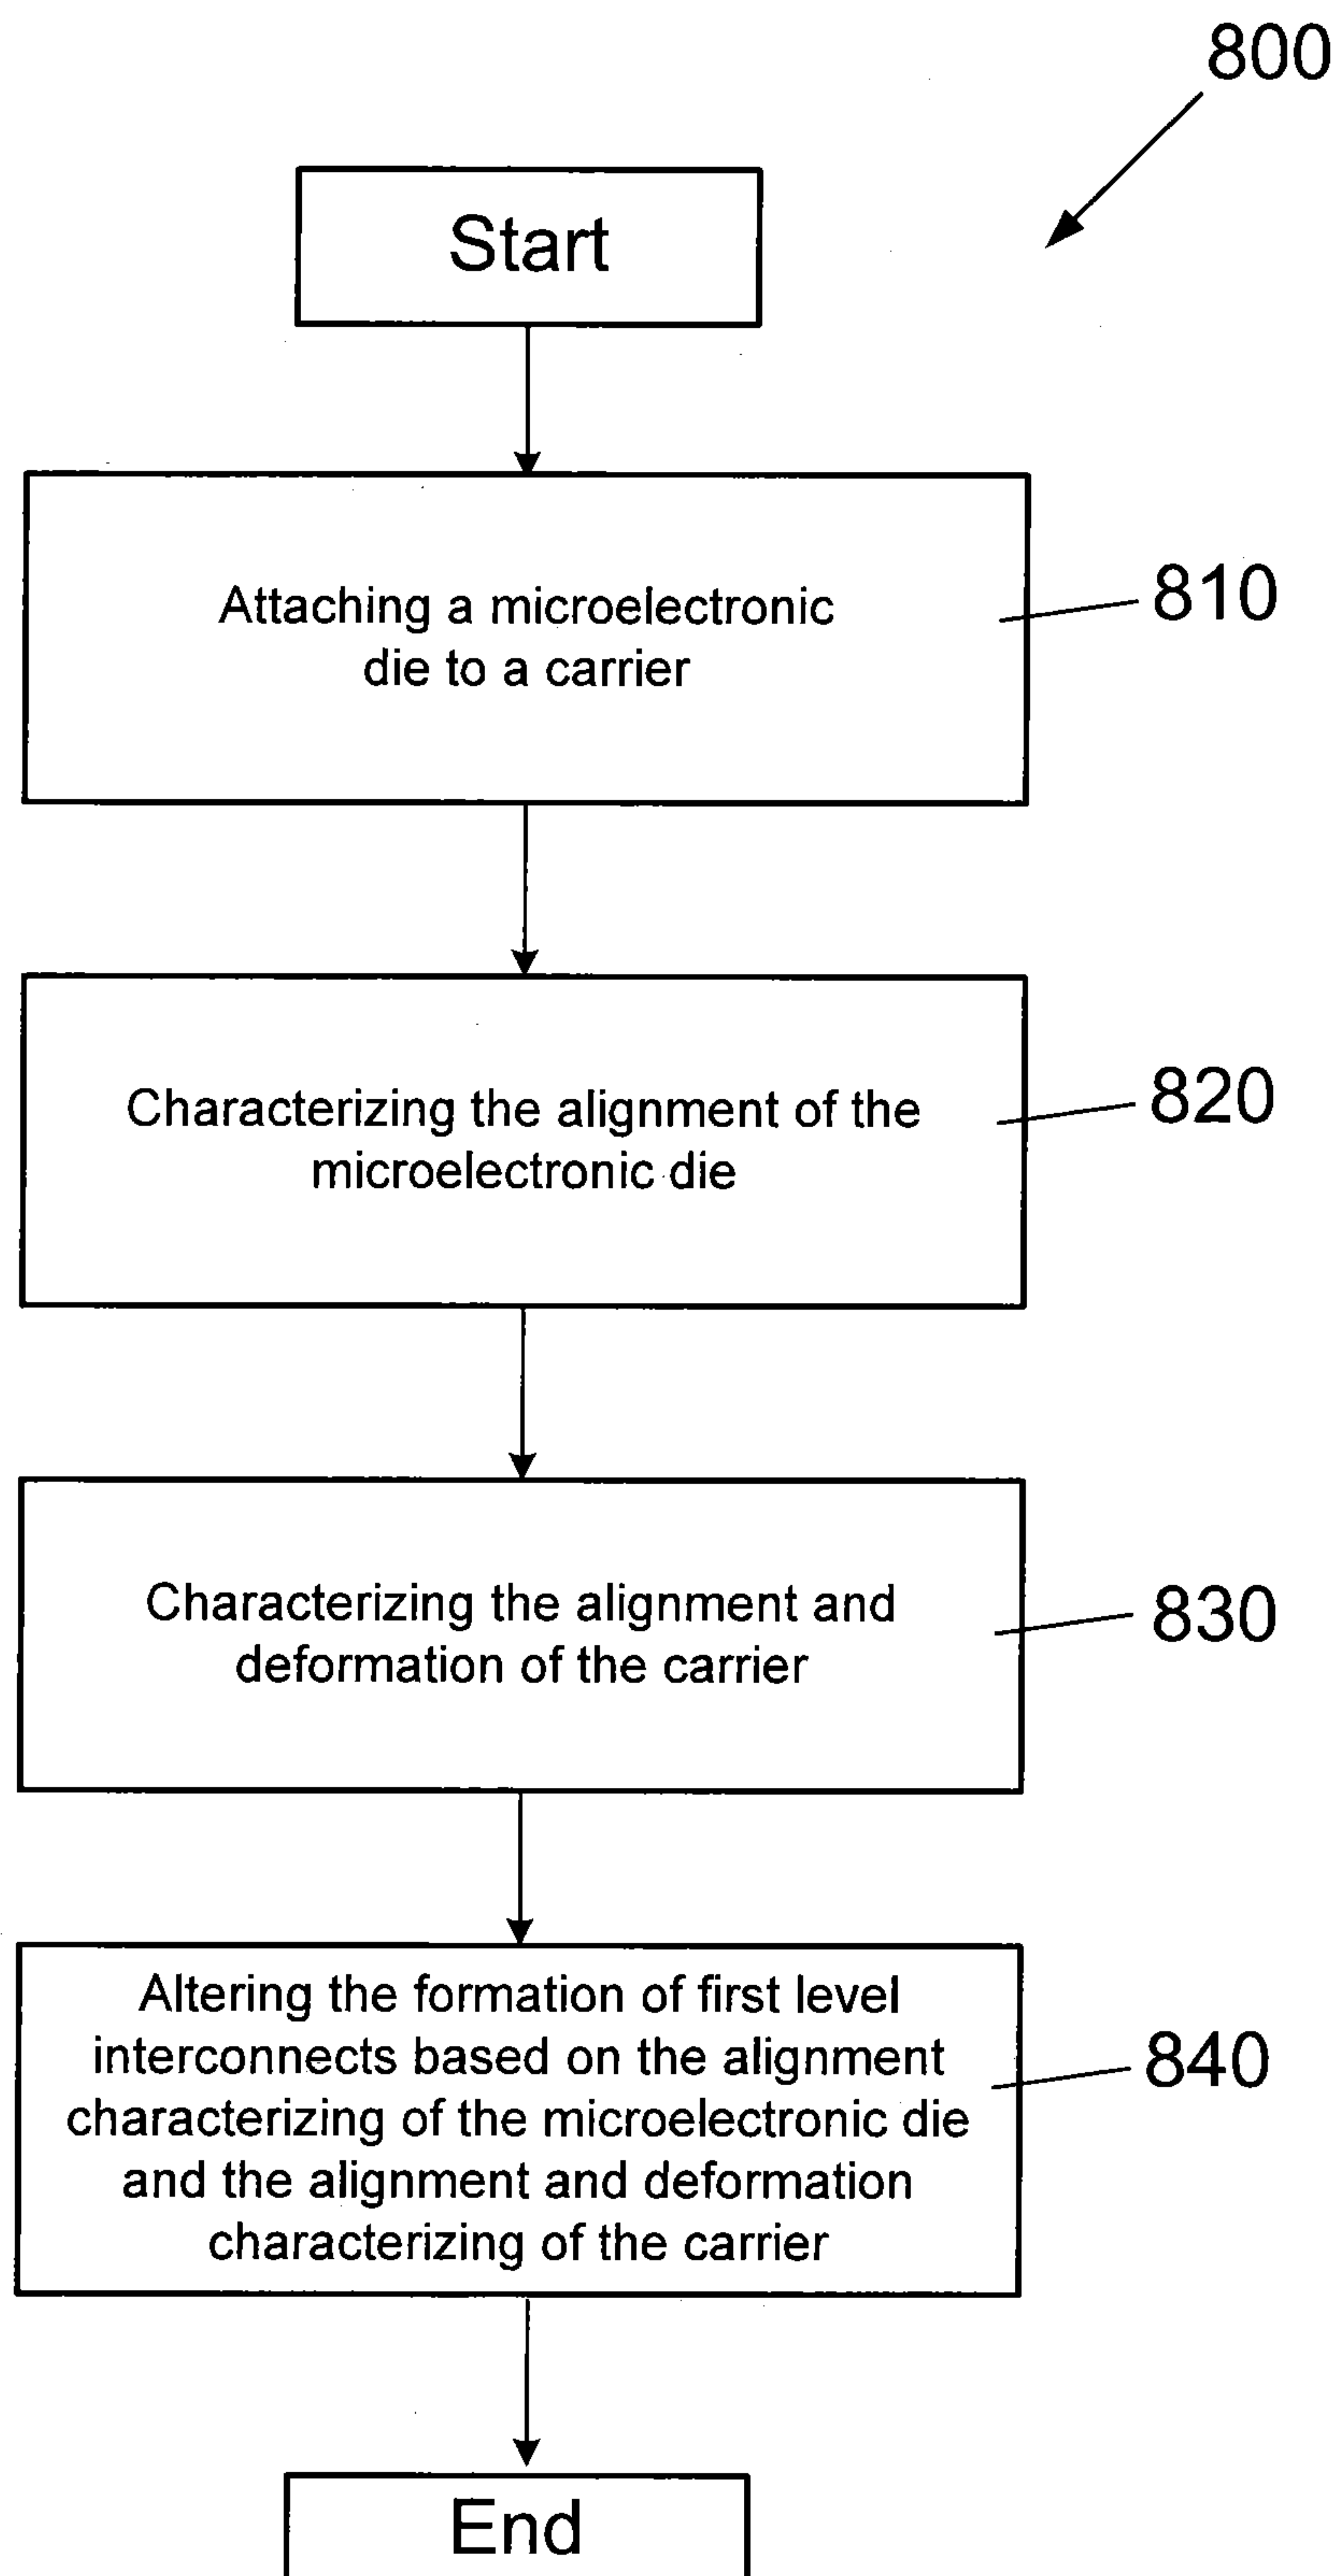 800
Start
Attaching a microelectronic
die to a carrier
810
Characterizing the alignment of the
microelectronic die
820
Characterizing the alignment and
deformation of the carrier
830
Altering the formation of first level
interconnects based on the alignment
characterizing of the microelectronic die
and the alignment and deformation
characterizing of the carrier
840
End